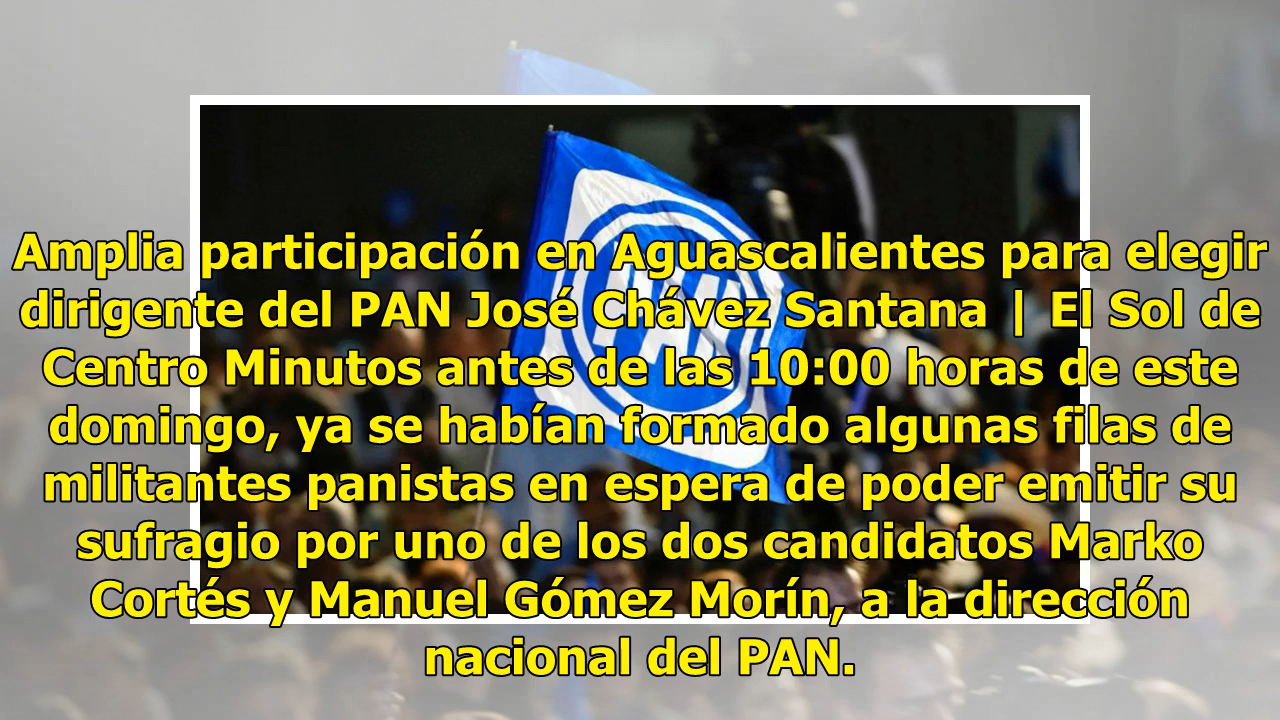 Amplia participación en Aguascalientes para elegir
dirigente del PAN José Chávez Santana | El Sol de
Centro Minutos antes de las 10:00 horas de este
domingo, ya se habían formado algunas filas de
militantes panistas en espera de poder emitir su
sufragio por uno de los dos candidatos Marko
Cortés y Manuel Gómez Morín, a la dirección
nacional del PAN.
PAN